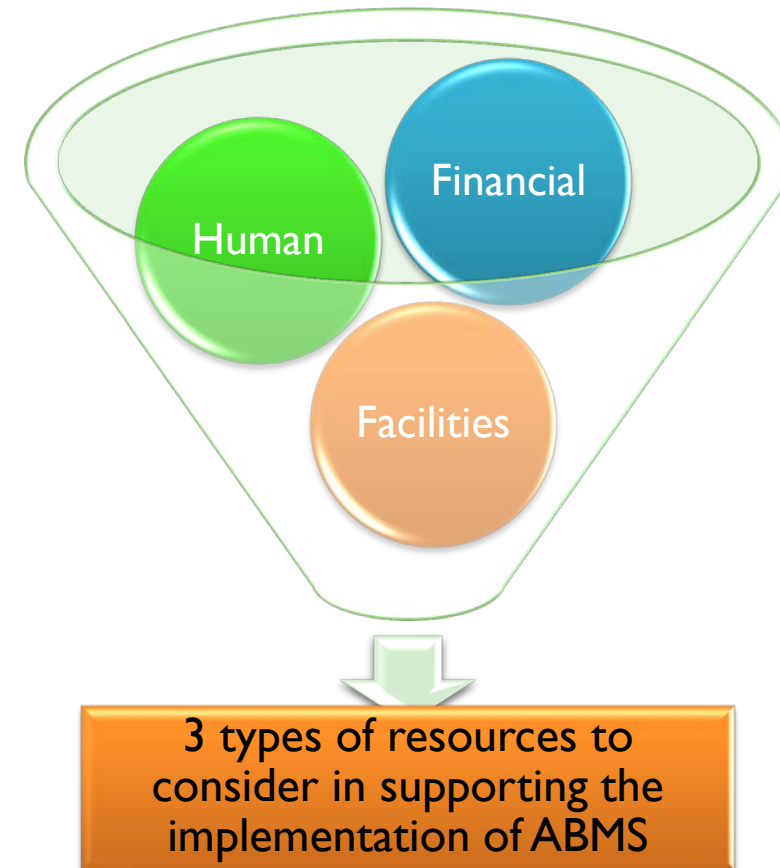 Financial
Human
Facilities
3 types of resources to
consider in supporting the
implementation of ABMS